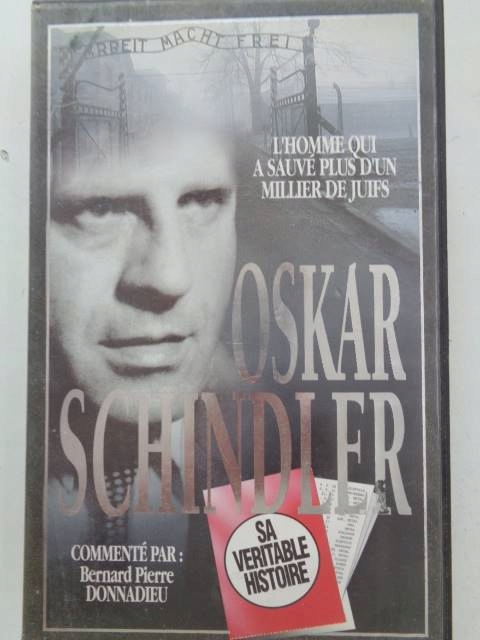 ARBEIT MACHT FREI
L'HOMME QUI
A SAUVÉ PLUS D'UN
MILLIER DE JUIFS
OSKAR
SCHINDLER
SA
VERITABLE
HISTOIRE
COMMENTÉ PAR :
Bernard Pierre
DONNADIEU